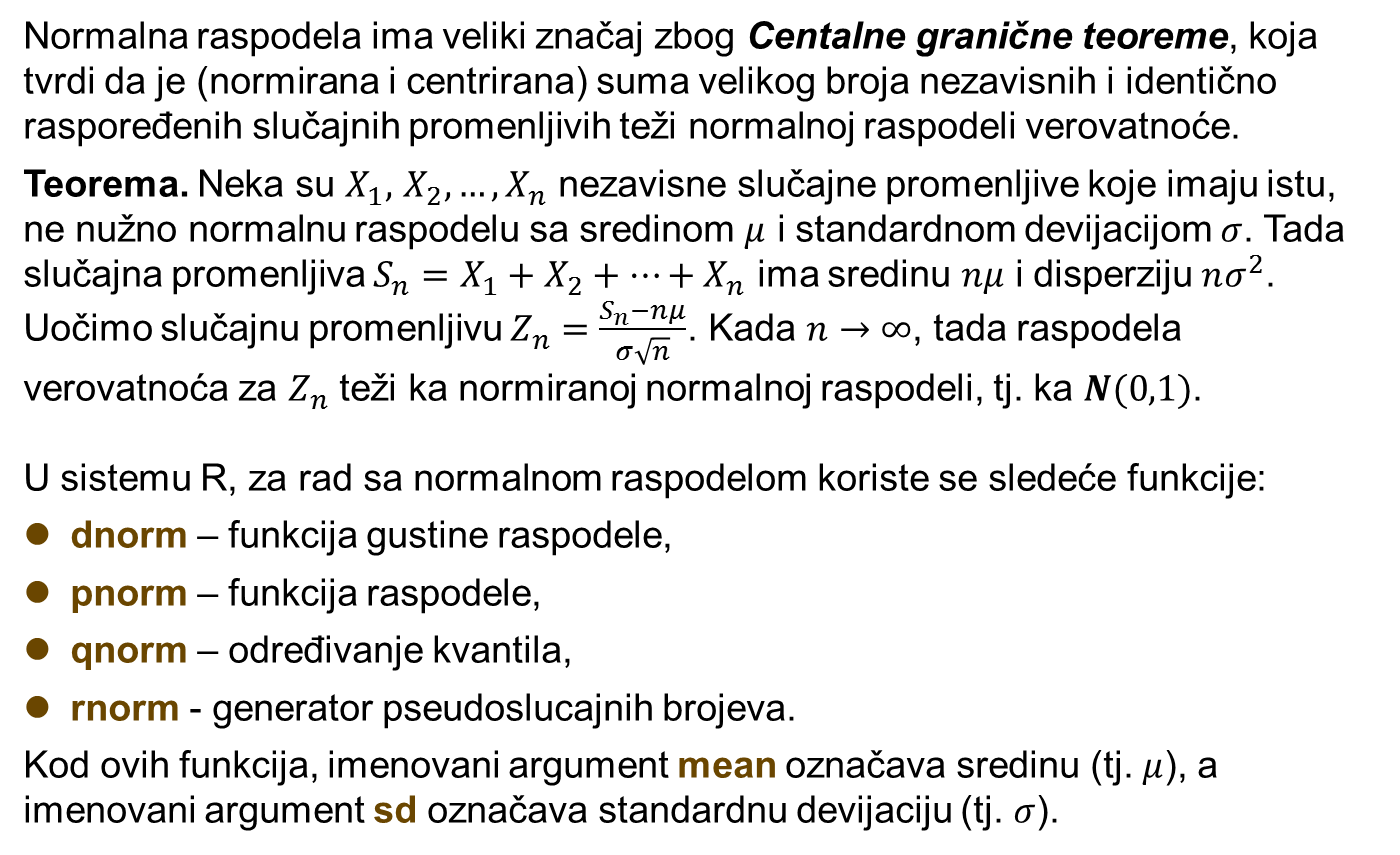 Normalna raspodela ima veliki značaj zbog Centalne granične teoreme, koja
tvrdi da je (normirana i centrirana) suma velikog broja nezavisnih i identično
raspoređenih slučajnih promenljivih teži normalnoj raspodeli verovatnoće.
Teorema. Neka su X₁, X₂, …, Xₙ nezavisne slučajne promenljive koje imaju istu,
ne nužno normalnu raspodelu sa sredinom μ i standardnom devijacijom σ. Tada
slučajna promenljiva Sₙ = X₁ + X₂ + ⋯ + Xₙ ima sredinu nμ i disperziju nσ².
Uočimo slučajnu promenljivu Zₙ = (Sₙ−nμ)/(σ√n). Kada n → ∞, tada raspodela
verovatnoća za Zₙ teži ka normiranoj normalnoj raspodeli, tj. ka N(0,1).
U sistemu R, za rad sa normalnom raspodelom koriste se sledeće funkcije:
● dnorm – funkcija gustine raspodele,
● pnorm – funkcija raspodele,
● qnorm – određivanje kvantila,
● rnorm - generator pseudoslucajnih brojeva.
Kod ovih funkcija, imenovani argument mean označava sredinu (tj. μ), a
imenovani argument sd označava standardnu devijaciju (tj. σ).